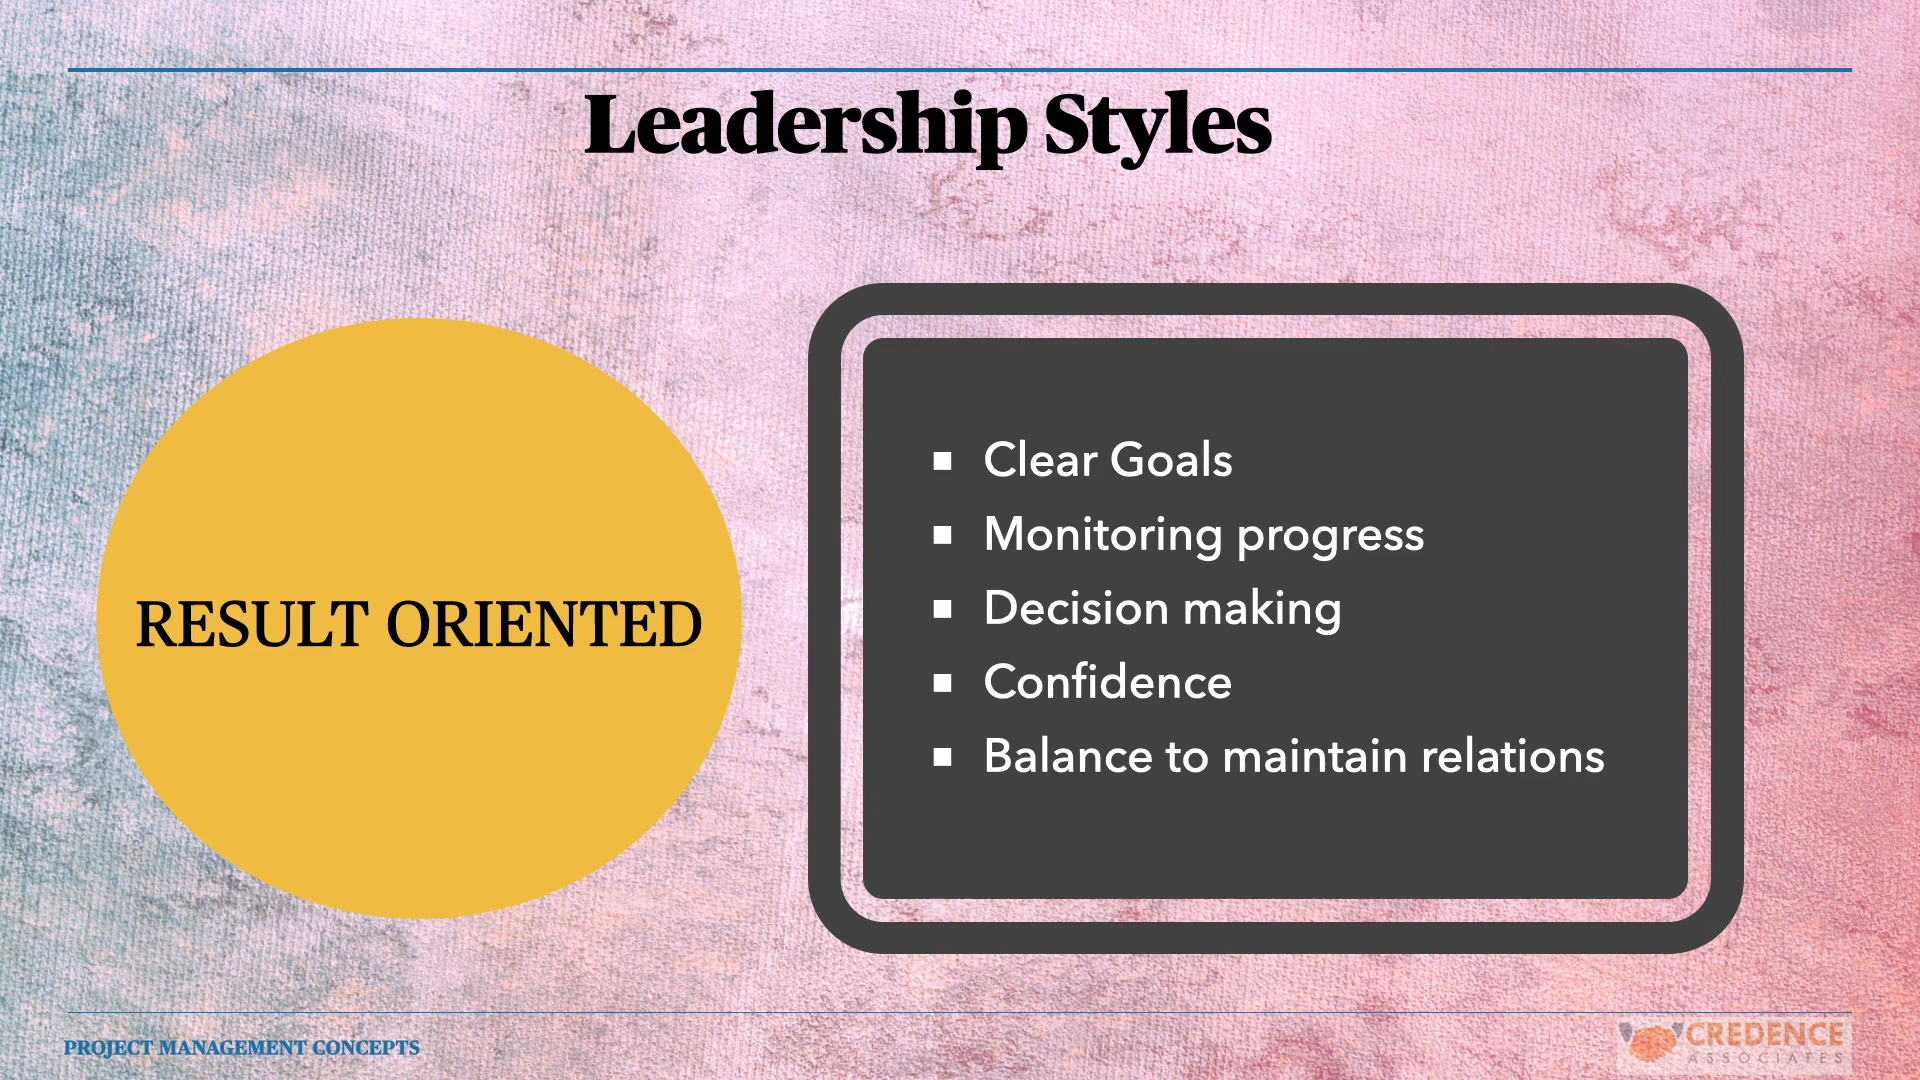 Leadership Styles
RESULT ORIENTED
Clear Goals
Monitoring progress
Decision making
Confidence
Balance to maintain relations
PROJECT MANAGEMENT CONCEPTS
CREDENCE
ASSOCIATES